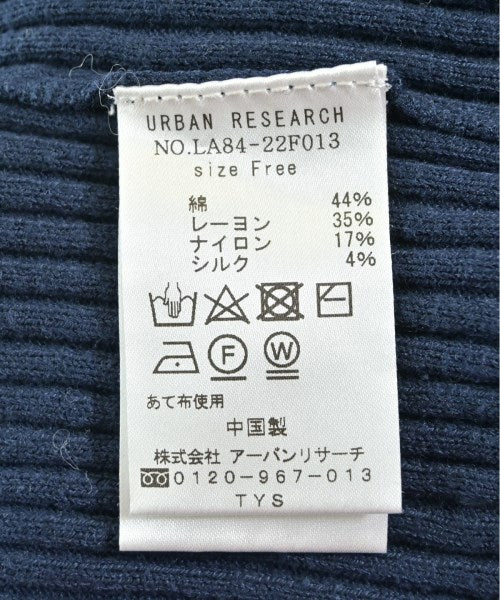 URBAN RESEARCH
NO.LA84-22F013
size Free
綿 44%
レーヨン 35%
ナイロン 17%
シルク 4%
F W
あて布使用
中国製
株式会社 アーバンリサーチ
0120-967-013
TYS